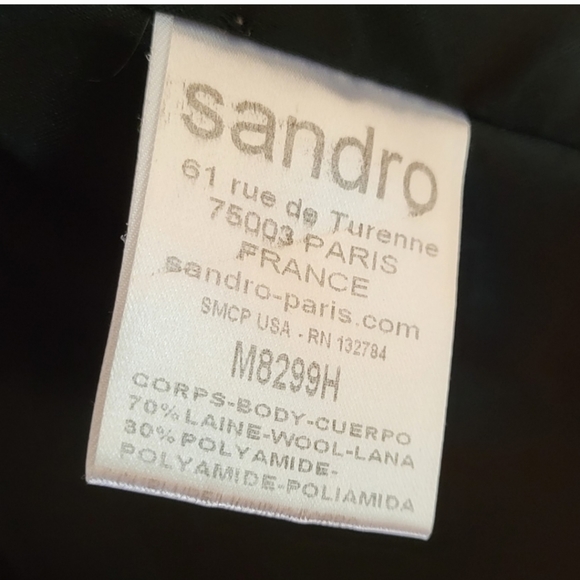 sandro
61 rue de Turenne
75003 PARIS
FRANCE
sandro-paris.com
SMCP USA - RN 132784
M8299H
CORPS-BODY-CUERPO
70% LAINE-WOOL-LANA
30% POLYAMIDE-
POLYAMIDE-POLIAMIDA